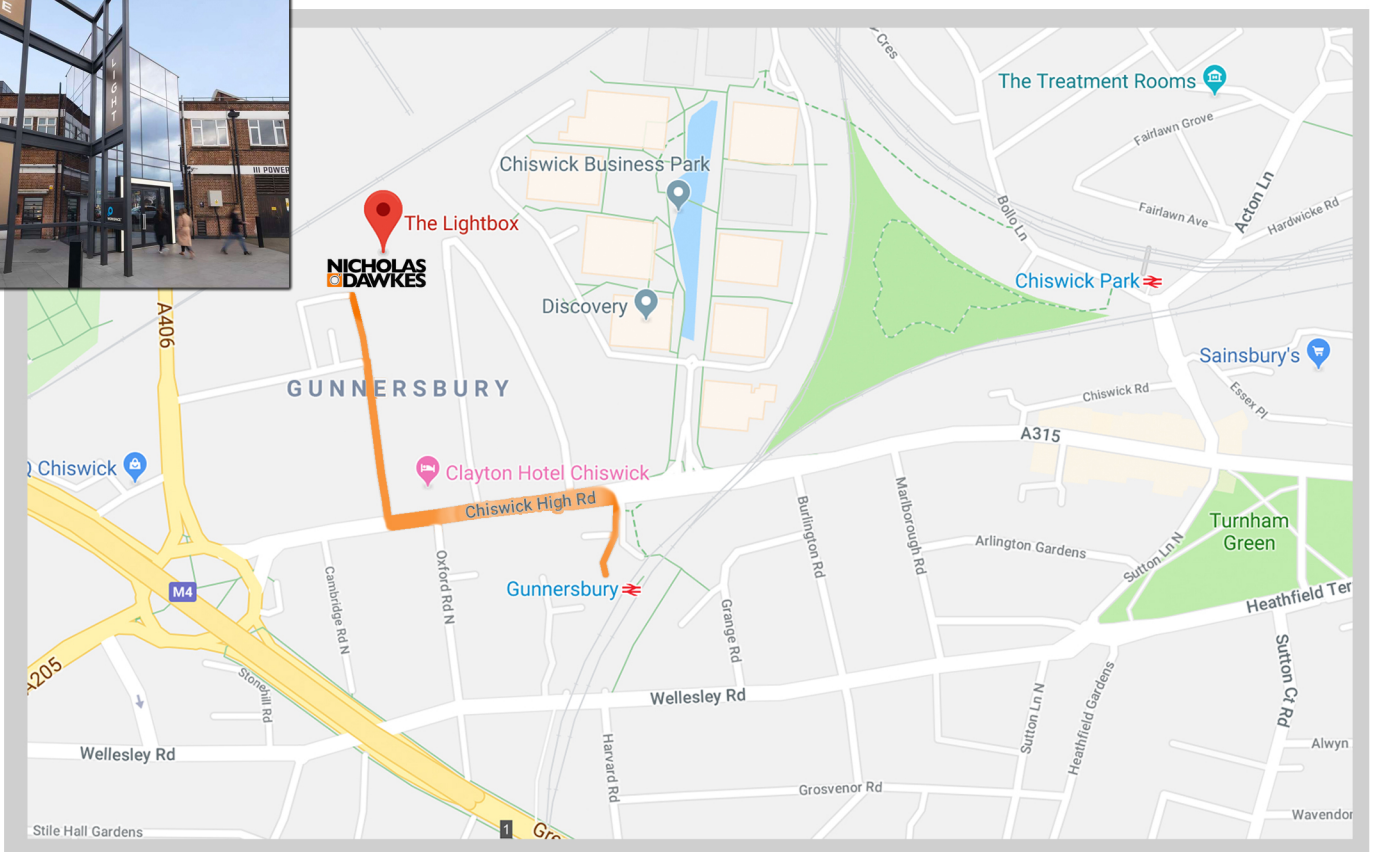 E
LIGHT
III POWER
Cres
The Treatment Rooms
Fairlawn Grove
Acton Ln
Chiswick Business Park
Bollo Ln
Fairlawn Ave
Hardwicke Rd
The Lightbox
NICHOLAS
DAWKES
Chiswick Park
Discovery
A406
Sainsbury's
GUNNERSBURY
Chiswick Rd
Essex Pl
A315
Q Chiswick
Clayton Hotel Chiswick
Chiswick High Rd
Burlington Rd
Marlborough Rd
Turnham
Green
Arlington Gardens
Sutton Ln N
Oxford Rd N
Cambridge Rd N
M4
Gunnersbury
Heathfield Ter
Grange Rd
A205
Stonehill Rd
Wellesley Rd
Sutton Ct Rd
Sutton Ln N
Heathfield Gardens
Wellesley Rd
Harvard Rd
Alwyn
Grosvenor Rd
Wavendon
Stile Hall Gardens
1
Gre